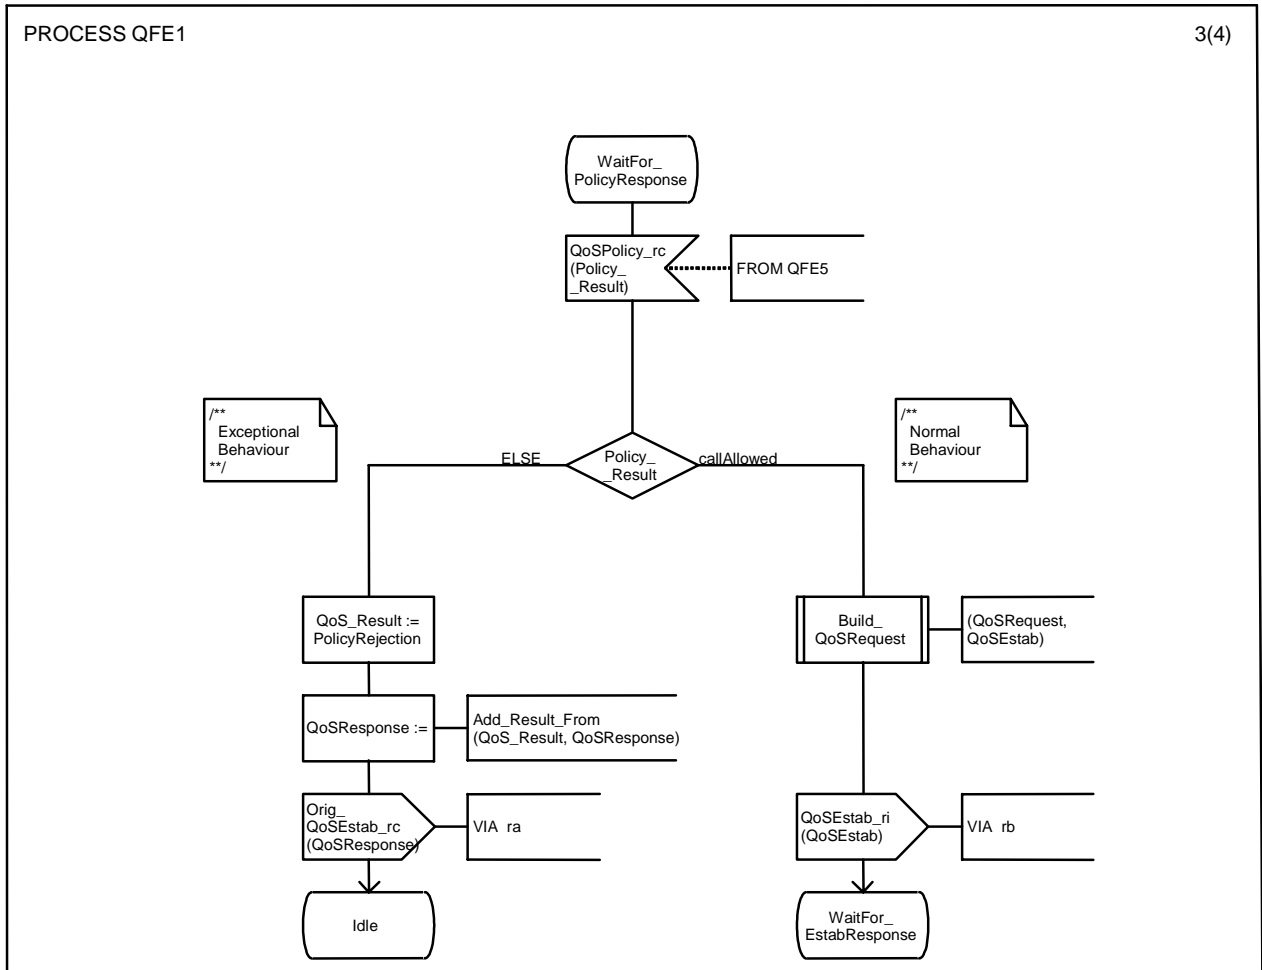 PROCESS QFE1
3(4)
WaitFor_
PolicyResponse
QoSPolicy_rc
(Policy_
_Result)
FROM QFE5
/**
Exceptional
Behaviour
**/
/**
Normal
Behaviour
**/
ELSE
Policy_
_Result
callAllowed
QoS_Result :=
PolicyRejection
Build_
QoSRequest
(QoSRequest,
QoSEstab)
QoSResponse :=
Add_Result_From
(QoS_Result, QoSResponse)
Orig_
QoSEstab_rc
(QoSResponse)
VIA ra
QoSEstab_ri
(QoSEstab)
VIA rb
Idle
WaitFor_
EstabResponse